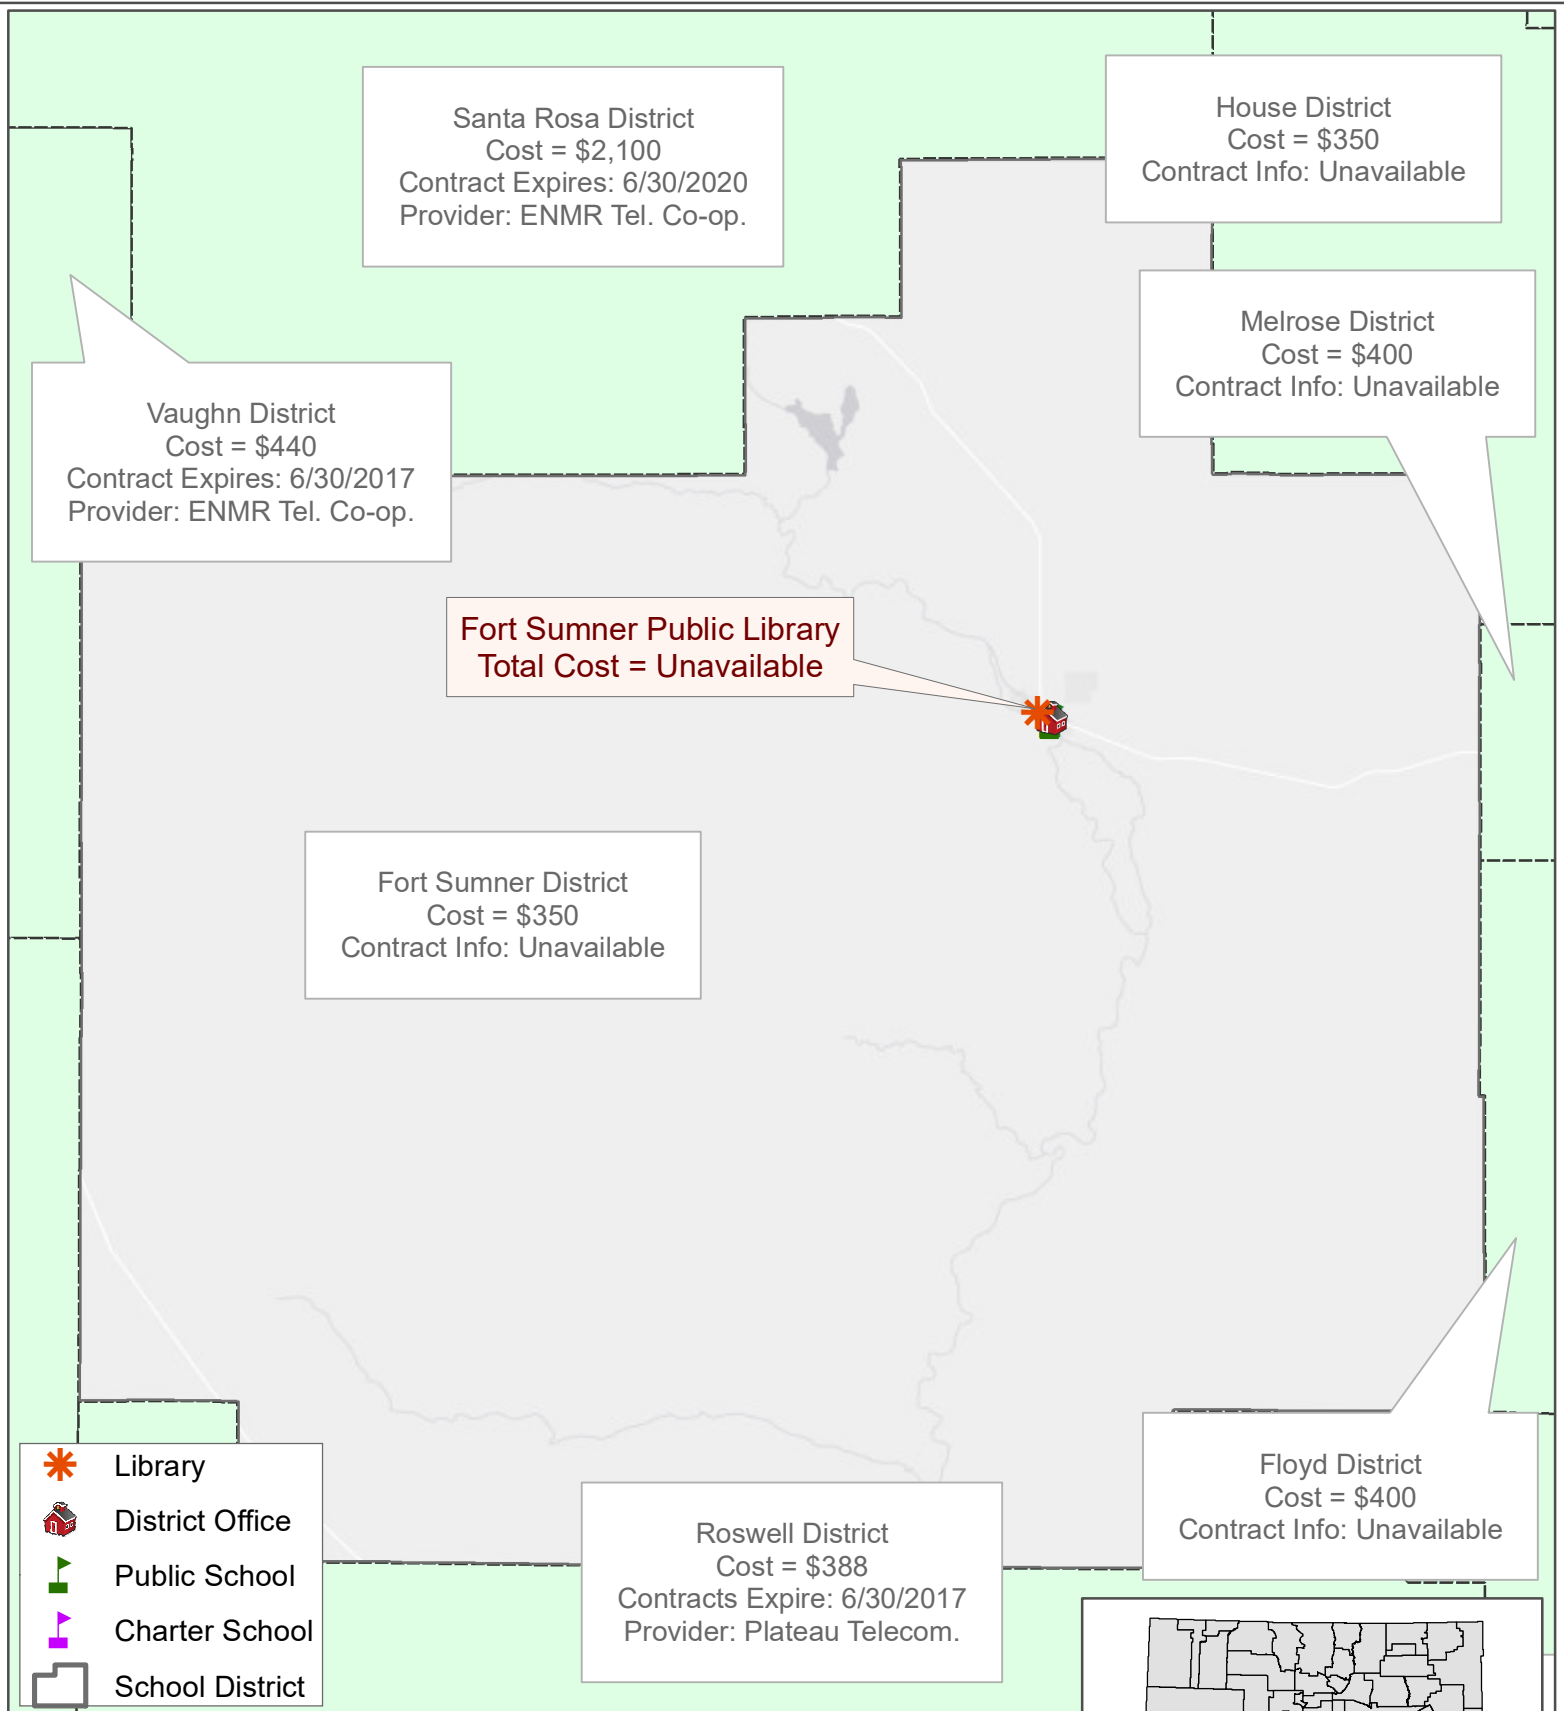 Santa Rosa District
Cost = $2,100
Contract Expires: 6/30/2020
Provider: ENMR Tel. Co-op.
House District
Cost = $350
Contract Info: Unavailable
Melrose District
Cost = $400
Contract Info: Unavailable
Vaughn District
Cost = $440
Contract Expires: 6/30/2017
Provider: ENMR Tel. Co-op.
Fort Sumner Public Library
Total Cost = Unavailable
Fort Sumner District
Cost = $350
Contract Info: Unavailable
Floyd District
Cost = $400
Contract Info: Unavailable
Roswell District
Cost = $388
Contracts Expire: 6/30/2017
Provider: Plateau Telecom.
Library
District Office
Public School
Charter School
School District